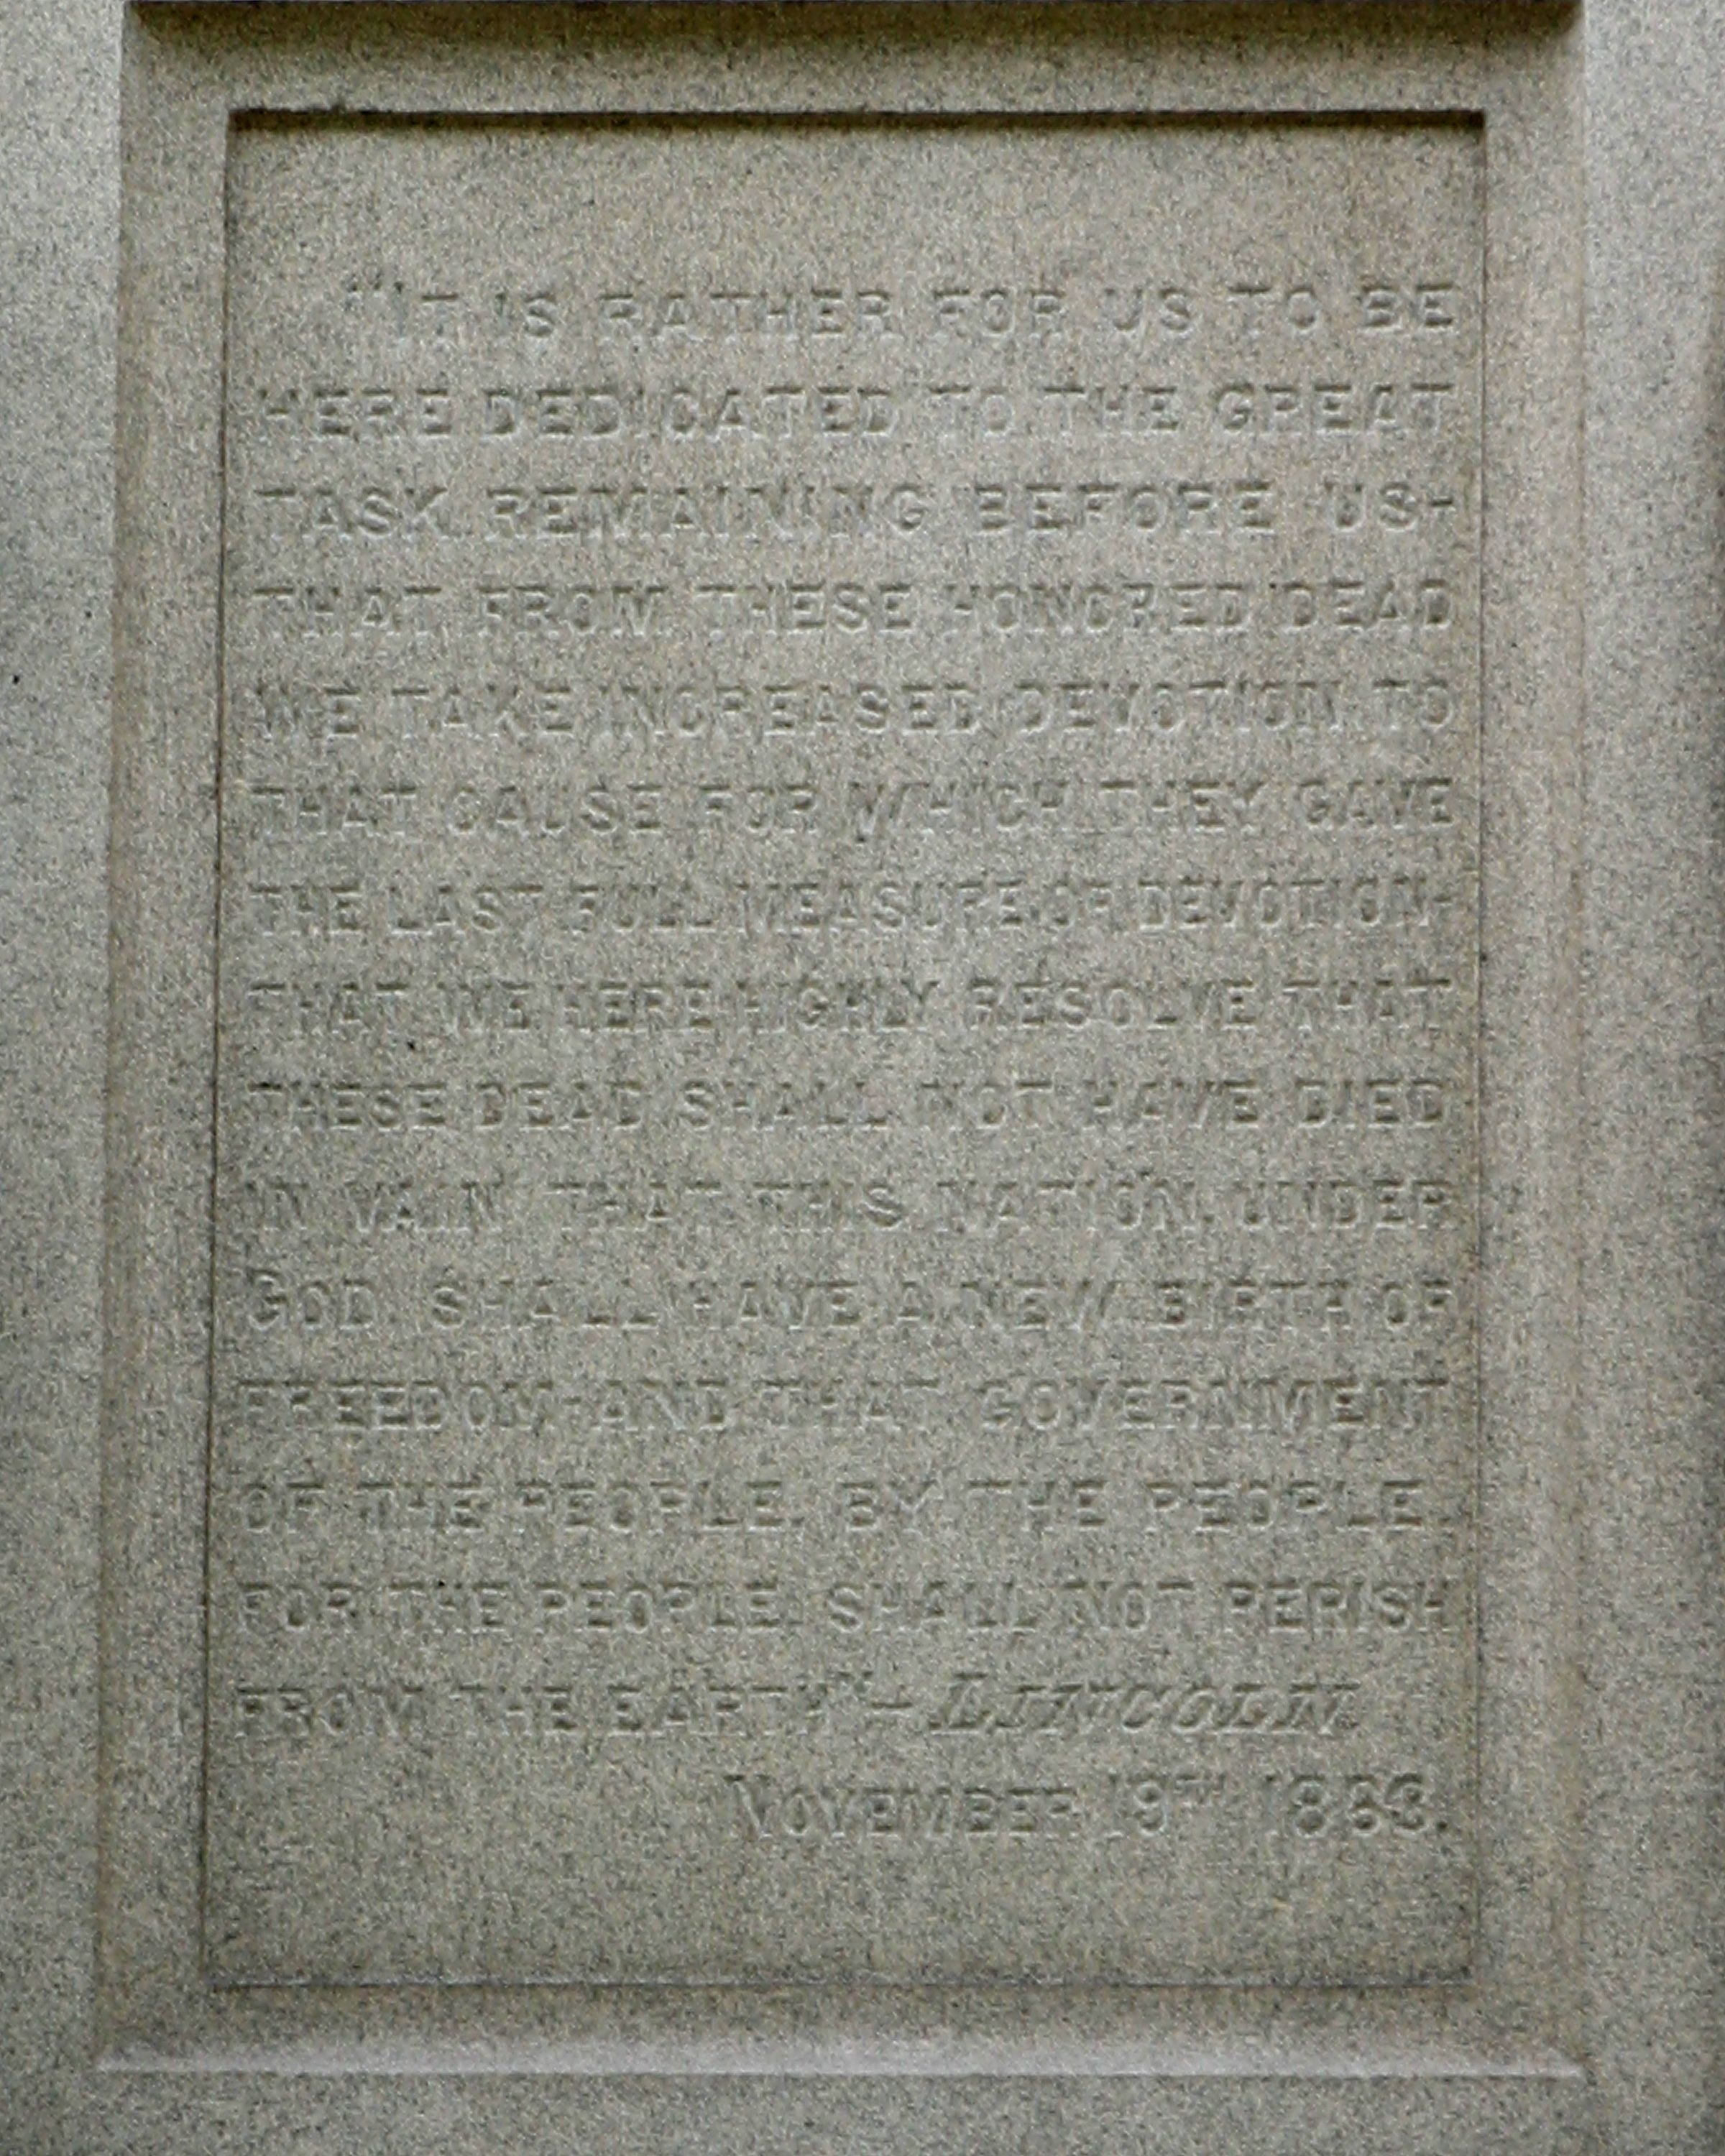 "IT IS RATHER FOR US TO BE
HERE DEDICATED TO THE GREAT
TASK REMAINING BEFORE US-
THAT FROM THESE HONORED DEAD
WE TAKE INCREASED DEVOTION TO
THAT CAUSE FOR WHICH THEY GAVE
THE LAST FULL MEASURE OF DEVOTION-
THAT WE HERE HIGHLY RESOLVE THAT
THESE DEAD SHALL NOT HAVE DIED
IN VAIN THAT THIS NATION, UNDER
GOD, SHALL HAVE A NEW BIRTH OF
FREEDOM-AND THAT GOVERNMENT
OF THE PEOPLE, BY THE PEOPLE,
FOR THE PEOPLE, SHALL NOT PERISH
FROM THE EARTH"- LINCOLN
NOVEMBER 19TH 1863.